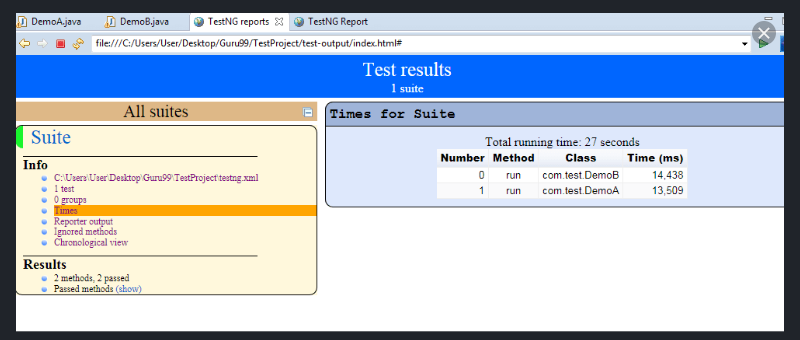 DemoA.java DemoB.java TestNG reports TestNG Report
file:///C:/Users/User/Desktop/Guru99/TestProject/test-output/index.html#
Test results
1 suite
All suites
Suite
Info
C:\Users\User\Desktop\Guru99\TestProject\testng.xml
1 test
0 groups
Times
Reporter output
Ignored methods
Chronological view
Results
2 methods, 2 passed
Passed methods (show)
Times for Suite
Total running time: 27 seconds
Number Method Class Time (ms)
0 run com.test.DemoB 14,438
1 run com.test.DemoA 13,509